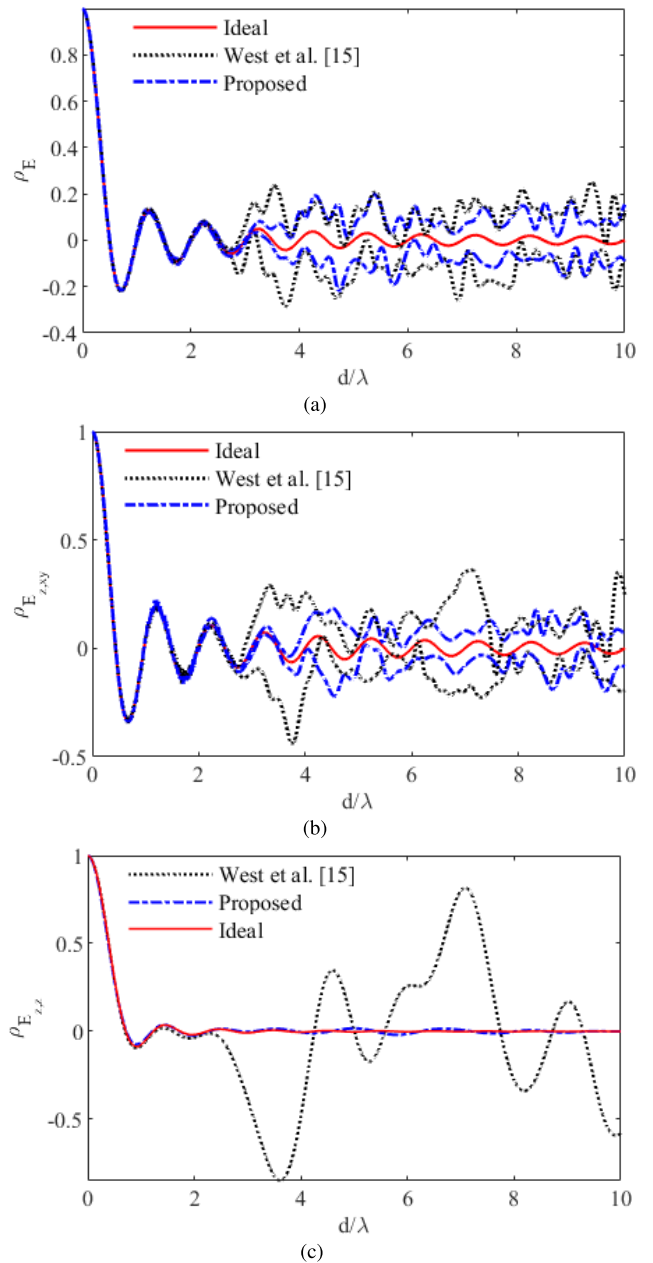 Ideal
West et al. [15]
Proposed
ρE
0.8
0.6
0.4
0.2
0
-0.2
-0.4
0 2 4 6 8 10
d/λ
(a)
1
Ideal
West et al. [15]
Proposed
0.5
ρEz,xy
0
-0.5
0 2 4 6 8 10
d/λ
(b)
1
West et al. [15]
Proposed
Ideal
0.5
ρEz,z
0
-0.5
0 2 4 6 8 10
d/λ
(c)